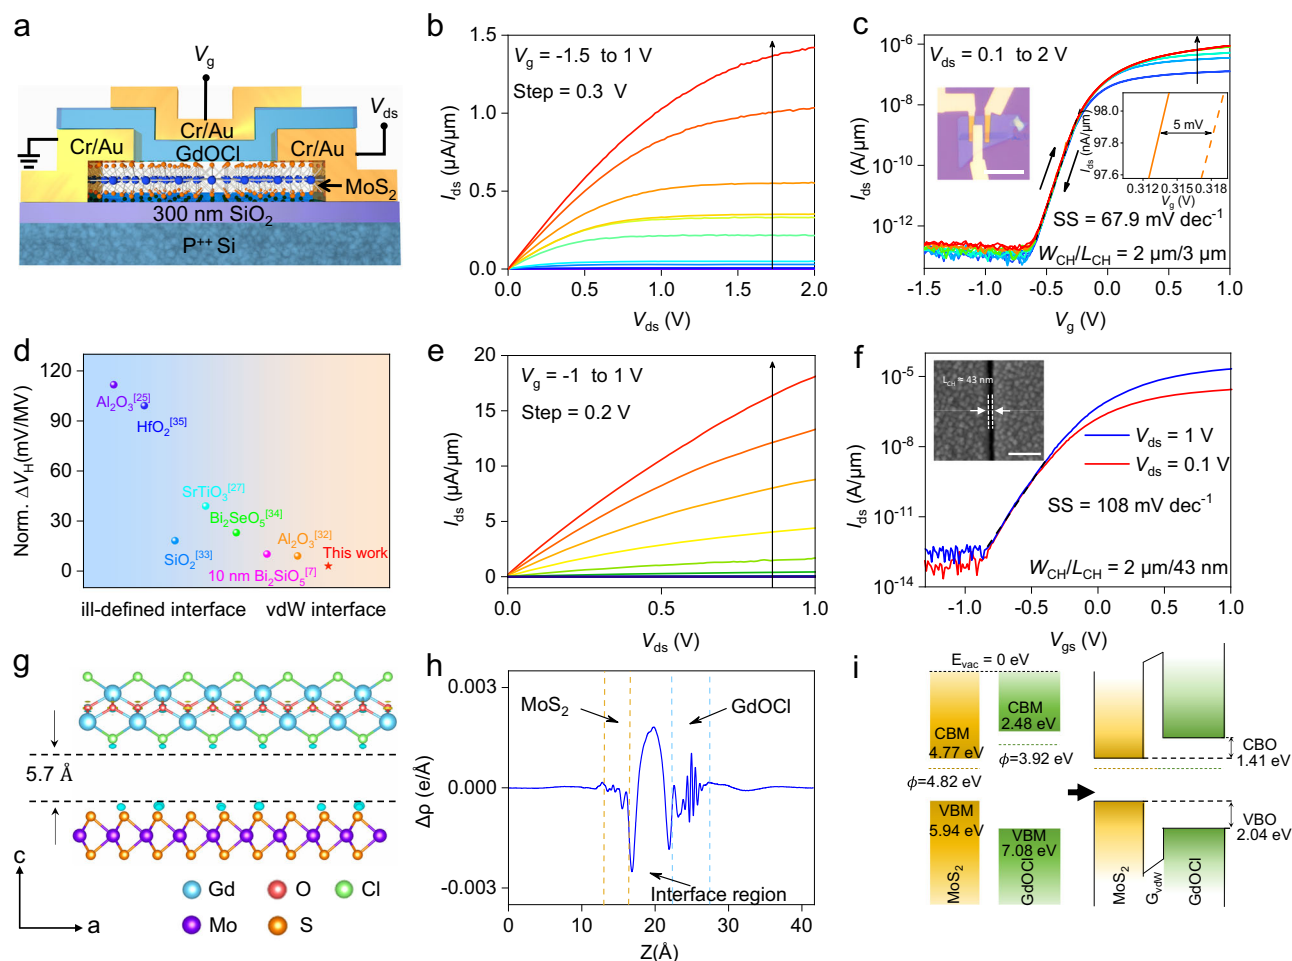 a
V_g
V_ds
Cr/Au
GdOCl
Cr/Au
Cr/Au
MoS₂
300 nm SiO₂
P⁺⁺ Si
b
V_g = -1.5 to 1 V
Step = 0.3 V
I_ds (µA/µm)
1.5
1.0
0.5
0.0
0.0 0.5 1.0 1.5 2.0
V_ds (V)
c
V_ds = 0.1 to 2 V
I_ds (A/µm)
10⁻⁶
10⁻⁸
10⁻¹⁰
10⁻¹²
I_ds (nA/µm)
98.1
97.8
97.6
5 mV
0.312 0.315 0.318
V_g (V)
SS = 67.9 mV dec⁻¹
W_CH/L_CH = 2 µm/3 µm
-1.5 -1.0 -0.5 0.0 0.5 1.0
V_g (V)
d
Norm. ΔV_H (mV/MV)
120
90
60
30
0
Al₂O₃[25]
HfO₂[35]
SrTiO₃[27]
Bi₂SeO₅[34]
SiO₂[33]
Al₂O₃[32]
This work
10 nm Bi₂SiO₅[7]
ill-defined interface vdW interface
e
V_g = -1 to 1 V
Step = 0.2 V
I_ds (µA/µm)
20
15
10
5
0
0.0 0.5 1.0
V_ds (V)
f
L_CH = 43 nm
I_ds (A/µm)
10⁻⁵
10⁻⁸
10⁻¹¹
10⁻¹⁴
V_ds = 1 V
V_ds = 0.1 V
SS = 108 mV dec⁻¹
W_CH/L_CH = 2 µm/43 nm
-1.0 -0.5 0.0 0.5 1.0
V_gs (V)
g
5.7 Å
c
a
Gd O Cl
Mo S
h
Δρ (e/Å)
0.003
0.000
-0.003
MoS₂
GdOCl
Interface region
0 10 20 30 40
Z(Å)
i
E_vac = 0 eV
CBM
4.77 eV
CBM
2.48 eV
ϕ=4.82 eV
ϕ=3.92 eV
VBM
5.94 eV
VBM
7.08 eV
MoS₂
GdOCl
CBO
1.41 eV
VBO
2.04 eV
MoS₂
G_vdW
GdOCl